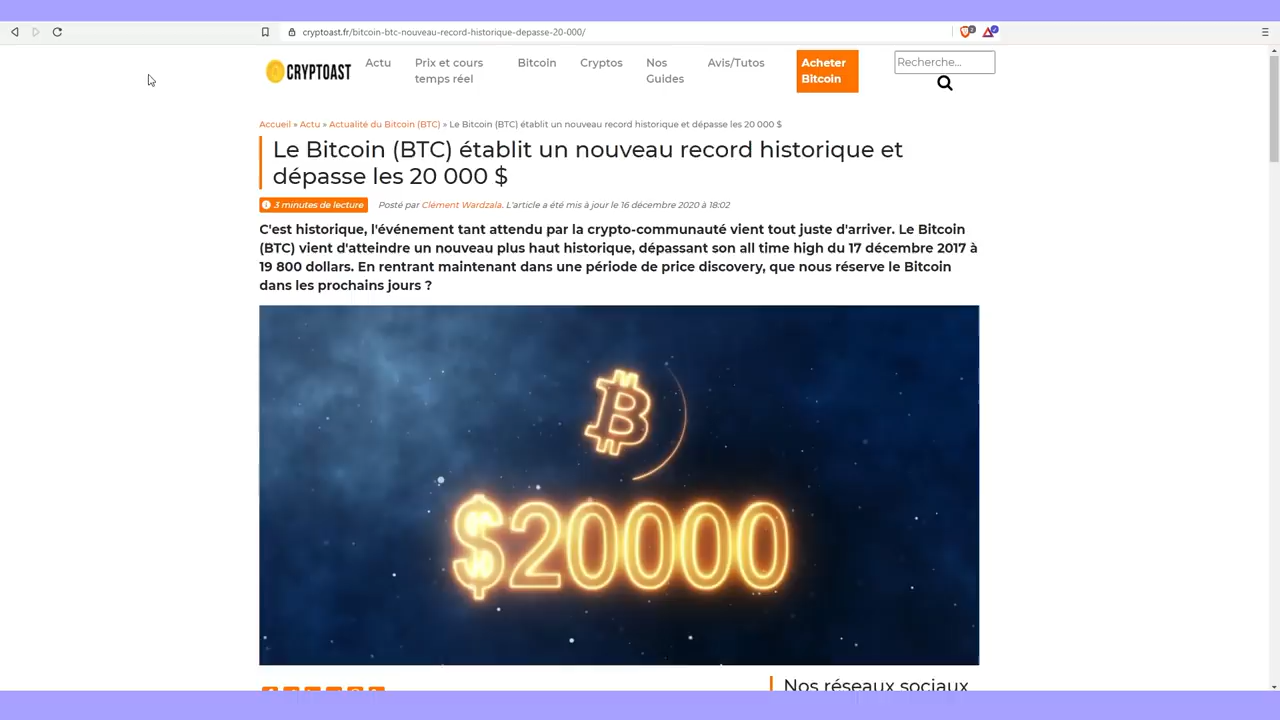 cryptoast.fr/bitcoin-btc-nouveau-record-historique-depasse-20-000/
CRYPTOAST
Actu
Prix et cours
temps réel
Bitcoin
Cryptos
Nos
Guides
Avis/Tutos
Acheter
Bitcoin
Recherche...
Accueil » Actu » Actualité du Bitcoin (BTC) » Le Bitcoin (BTC) établit un nouveau record historique et dépasse les 20 000 $
Le Bitcoin (BTC) établit un nouveau record historique et
dépasse les 20 000 $
3 minutes de lecture Posté par Clément Wardzala. L'article a été mis à jour le 16 décembre 2020 à 18:02
C'est historique, l'événement tant attendu par la crypto-communauté vient tout juste d'arriver. Le Bitcoin
(BTC) vient d'atteindre un nouveau plus haut historique, dépassant son all time high du 17 décembre 2017 à
19 800 dollars. En rentrant maintenant dans une période de price discovery, que nous réserve le Bitcoin
dans les prochains jours ?
$20000
Nos réseaux sociaux